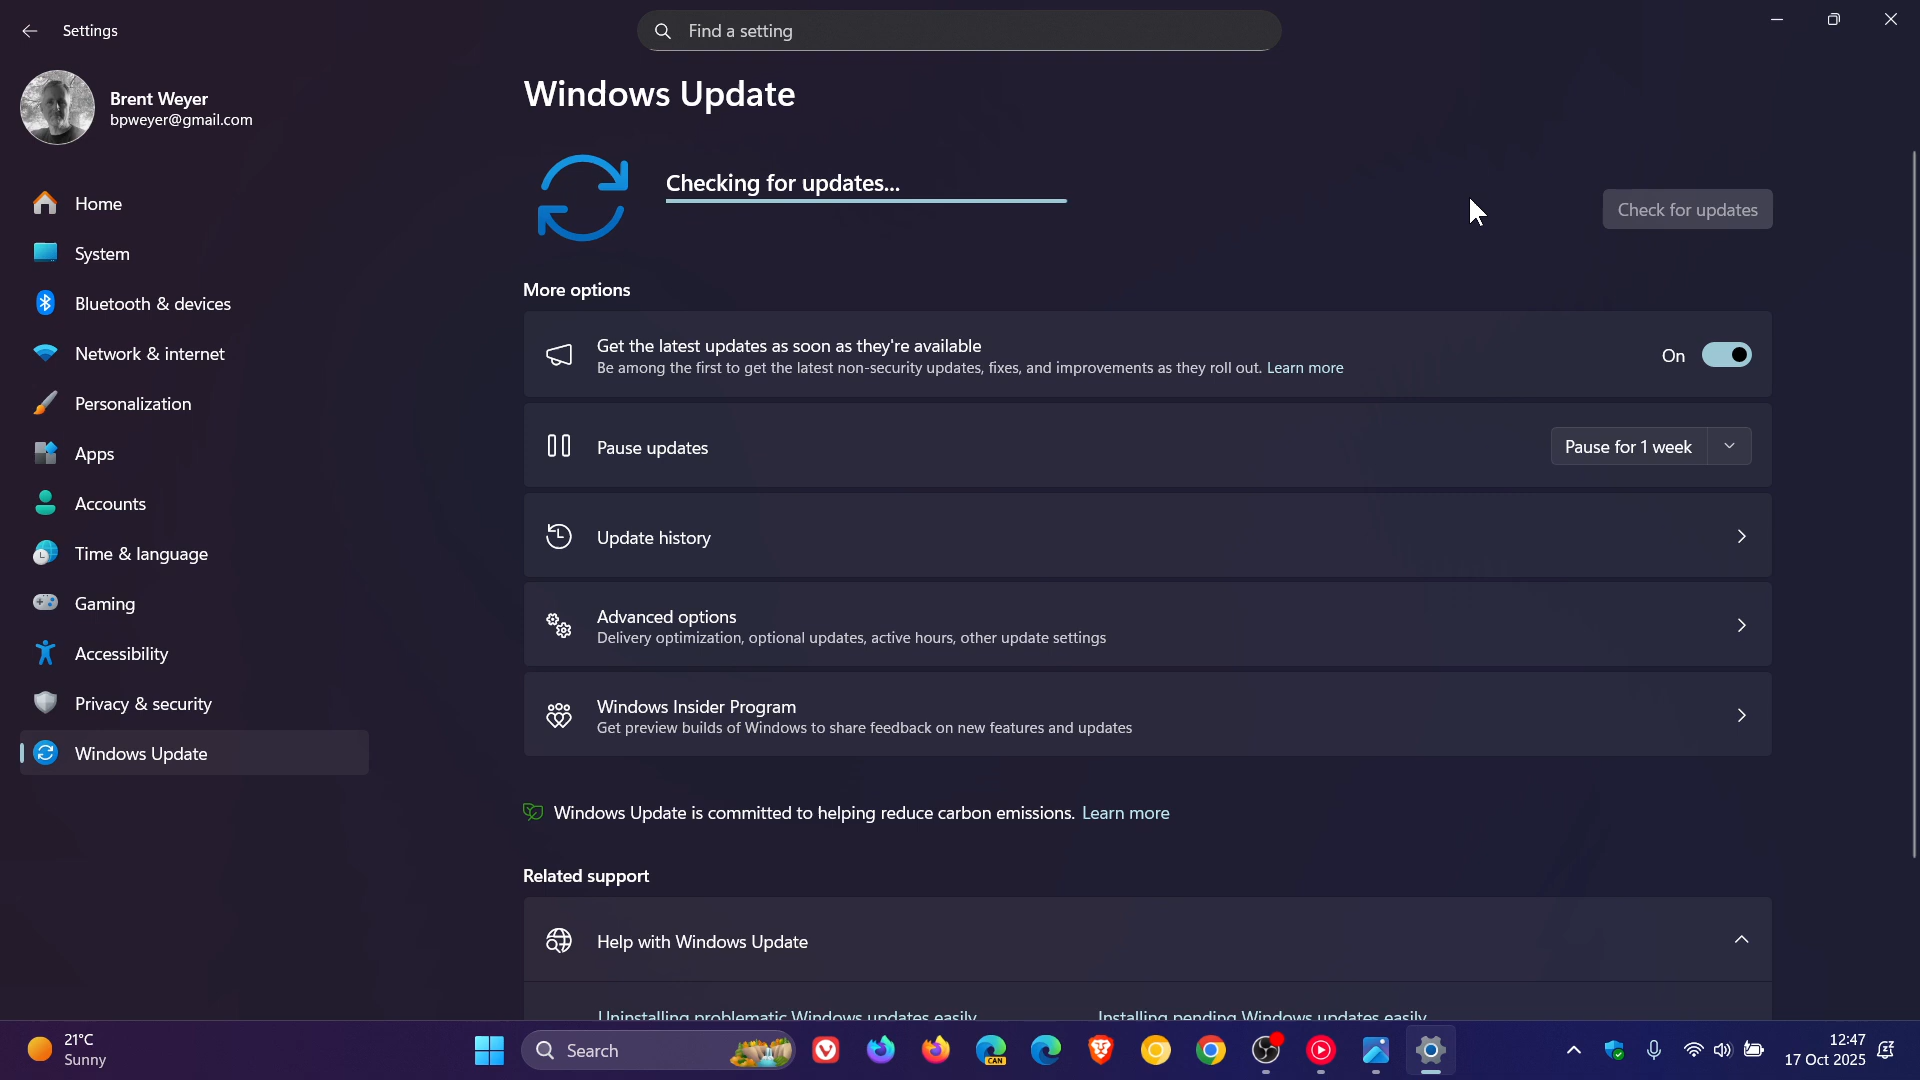 Settings
Find a setting
Brent Weyer
bpweyer@gmail.com
Home
System
Bluetooth & devices
Network & internet
Personalization
Apps
Accounts
Time & language
Gaming
Accessibility
Privacy & security
Windows Update
Windows Update
Checking for updates...
Check for updates
More options
Get the latest updates as soon as they're available
Be among the first to get the latest non-security updates, fixes, and improvements as they roll out. Learn more
On
Pause updates
Pause for 1 week
Update history
Advanced options
Delivery optimization, optional updates, active hours, other update settings
Windows Insider Program
Get preview builds of Windows to share feedback on new features and updates
Windows Update is committed to helping reduce carbon emissions. Learn more
Related support
Help with Windows Update
Uninstalling problematic Windows updates easily
Installing pending Windows updates easily
21°C
Sunny
Search
CAN
12:47
17 Oct 2025